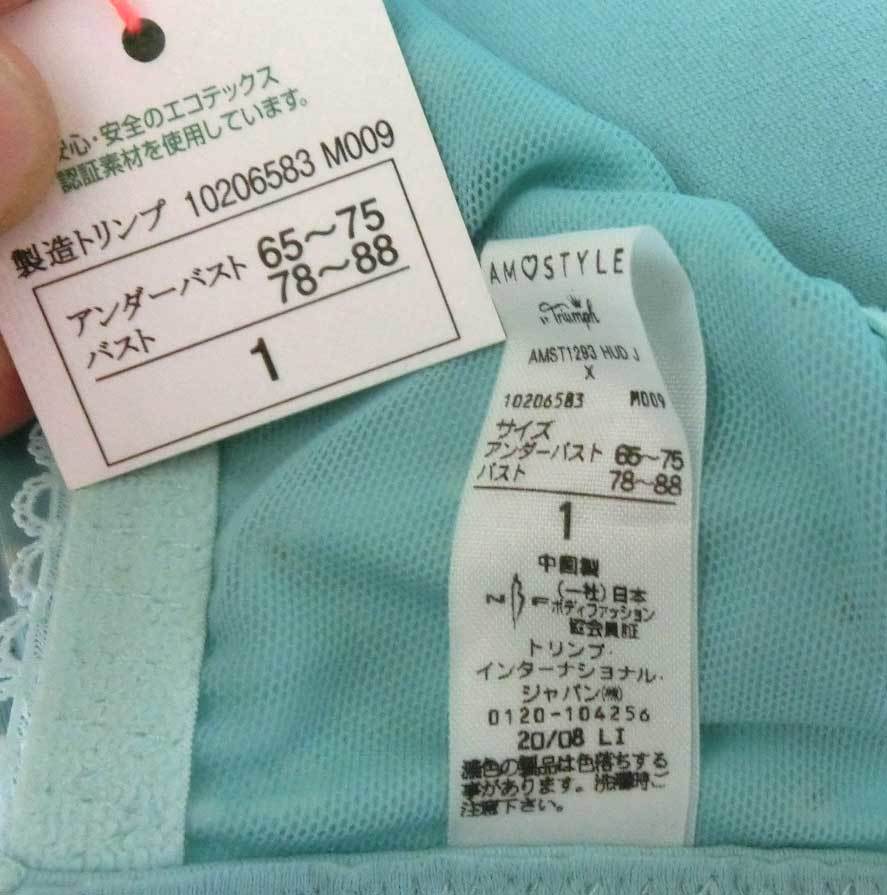 安心・安全のエコテックス
認証素材を使用しています。
製造トリンプ 10206583 M009
アンダーバスト 65～75
バスト 78～88
1
AMOSTYLE
Triumph
AMST1293 HUD J
X
10206583 M009
サイズ
アンダーバスト 65～75
バスト 78～88
1
中国製
(一社)日本
ボディファッション
協会員証
トリンプ・
インターナショナル・
ジャパン㈱
0120-104256
20/08 LI
濃色の製品は色落ちする
事があります。洗濯時ご
注意下さい。